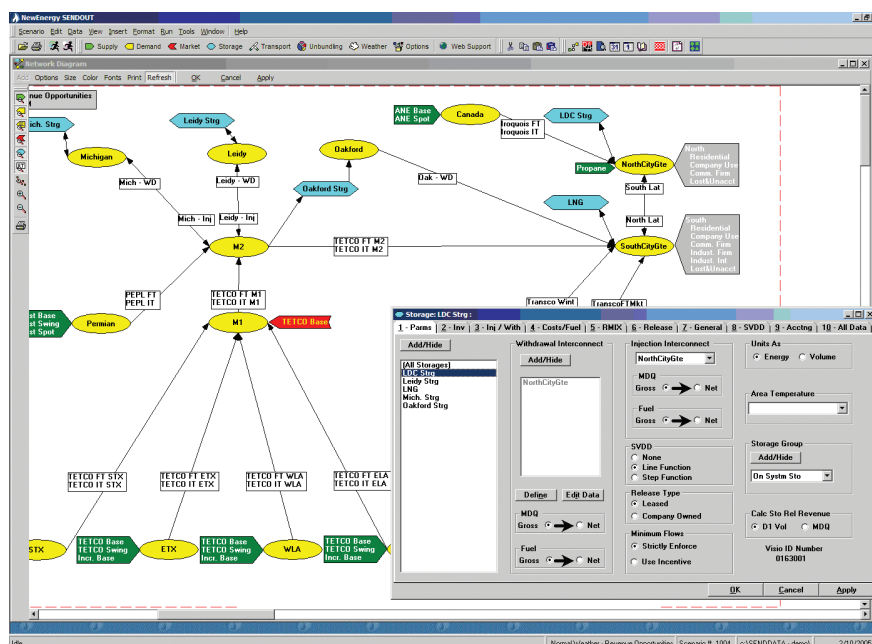 NewEnergy SENDOUT
Scenario Edit Data View Insert Format Run Tools Window Help
Supply Demand Market Storage Transport Unbundling Weather Options Web Support
Network Diagram
Add Options Size Color Fonts Print Refresh OK Cancel Apply
nue Opportunities
ich. Strg
Michigan
Leidy Strg
Leidy
Oakford
Oakford Strg
ANE Base
ANE Spot
Canada
Iroquois FT
Iroquois IT
LDC Strg
Propane
NorthCityGte
North
Residential
Company Use
Comm. Firm
Lost&Unacct
Mich - WD
Leidy - WD
Oak - WD
South Lat
LNG
Mich - Inj
Leidy - Inj
North Lat
M2
TETCO FT M2
TETCO IT M2
SouthCityGte
South
Residential
Company Use
Comm. Firm
Indust. Firm
Indust. Int
Lost&Unacct
PEPL FT
PEPL IT
TETCO FT M1
TETCO IT M1
Transco Wint
TranscoFTMkt
st Base
st Swing
st Spot
Permian
M1
TETCO Base
TETCO FT STX
TETCO IT STX
TETCO FT ETX
TETCO IT ETX
TETCO FT WLA
TETCO IT WLA
TETCO FT ELA
TETCO IT ELA
STX
TETCO Base
TETCO Swing
Incr. Base
ETX
TETCO Base
TETCO Swing
Incr. Base
WLA
TETCO Base
TETCO Swing
Incr. Base
Storage: LDC Strg :
1 - Parms 2 - Inv 3 - Inj / With 4 - Costs/Fuel 5 - RMIX 6 - Release 7 - General 8 - SVDD 9 - Acctng 10 - All Data
Add/Hide
(All Storages)
LDC Strg
Leidy Strg
LNG
Mich. Strg
Oakford Strg
Withdrawal Interconnect
Add/Hide
NorthCityGte
Define Edit Data
MDQ
Gross Net
Fuel
Gross Net
Injection Interconnect
NorthCityGte
MDQ
Gross Net
Fuel
Gross Net
SVDD
None
Line Function
Step Function
Release Type
Leased
Company Owned
Minimum Flows
Strictly Enforce
Use Incentive
Units As
Energy Volume
Area Temperature
Storage Group
Add/Hide
On Systm Sto
Calc Sto Rel Revenue
D1 Vol MDQ
Visio ID Number
0163001
OK Cancel Apply
Idle
Normal Weather - Revenue Opportunities Scenario # 1004 c:\SENDDATA - demo\ 2/10/2005